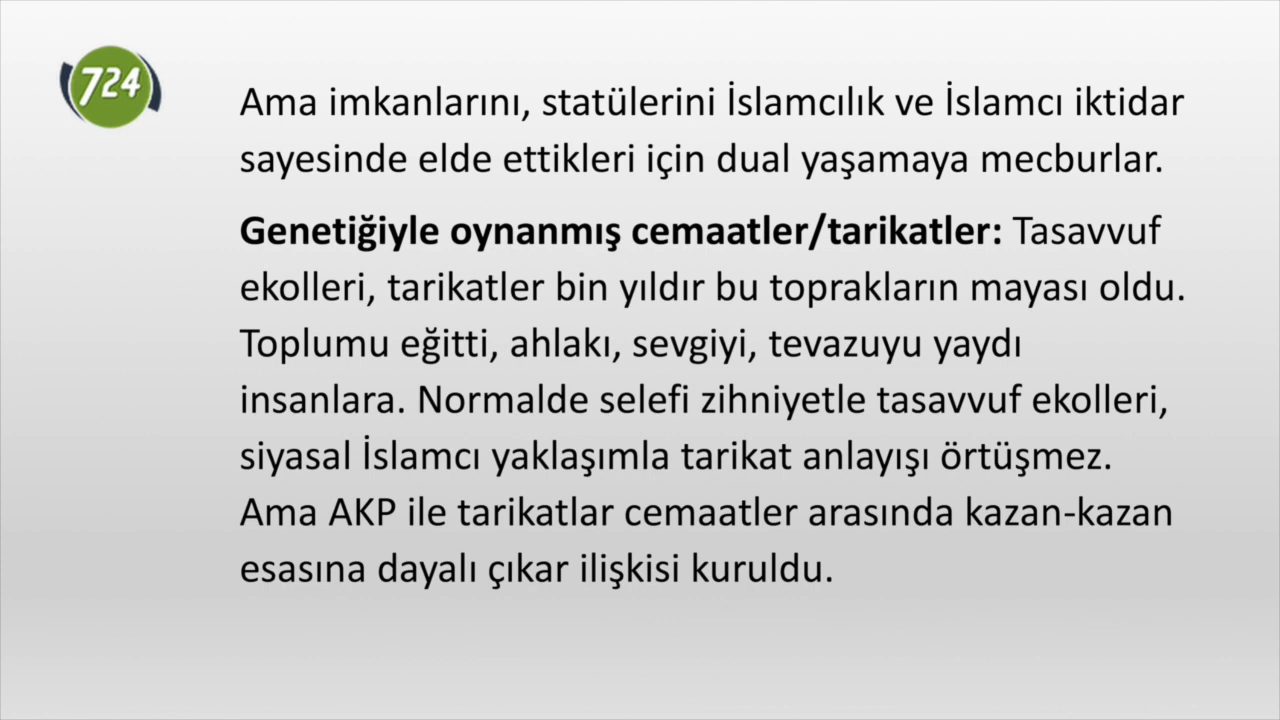 724
Ama imkanlarını, statülerini İslamcılık ve İslamcı iktidar
sayesinde elde ettikleri için dual yaşamaya mecburlar.
Genetiğiyle oynanmış cemaatler/tarikatler: Tasavvuf
ekolleri, tarikatler bin yıldır bu toprakların mayası oldu.
Toplumu eğitti, ahlakı, sevgiyi, tevazuyu yaydı
insanlara. Normalde selefi zihniyetle tasavvuf ekolleri,
siyasal İslamcı yaklaşımla tarikat anlayışı örtüşmez.
Ama AKP ile tarikatlar cemaatler arasında kazan-kazan
esasına dayalı çıkar ilişkisi kuruldu.